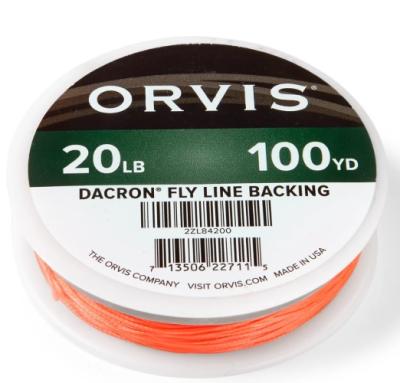 ORVIS®
20LB 100YD
DACRON® FLY LINE BACKING
2ZL84200
7 13506 22711 5
THE ORVIS COMPANY VISIT ORVIS.COM MADE IN USA